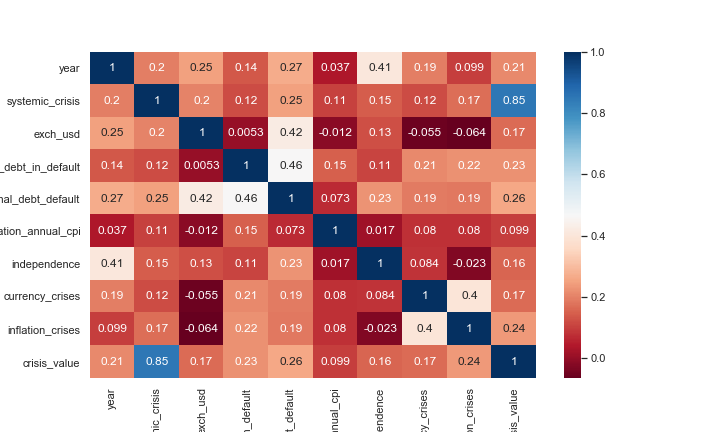 year 1 0.2 0.25 0.14 0.27 0.037 0.41 0.19 0.099 0.21
systemic_crisis 0.2 1 0.2 0.12 0.25 0.11 0.15 0.12 0.17 0.85
exch_usd 0.25 0.2 1 0.0053 0.42 -0.012 0.13 -0.055 -0.064 0.17
_debt_in_default 0.14 0.12 0.0053 1 0.46 0.15 0.11 0.21 0.22 0.23
nal_debt_default 0.27 0.25 0.42 0.46 1 0.073 0.23 0.19 0.19 0.26
ation_annual_cpi 0.037 0.11 -0.012 0.15 0.073 1 0.017 0.08 0.08 0.099
independence 0.41 0.15 0.13 0.11 0.23 0.017 1 0.084 -0.023 0.16
currency_crises 0.19 0.12 -0.055 0.21 0.19 0.08 0.084 1 0.4 0.17
inflation_crises 0.099 0.17 -0.064 0.22 0.19 0.08 -0.023 0.4 1 0.24
crisis_value 0.21 0.85 0.17 0.23 0.26 0.099 0.16 0.17 0.24 1
year
mic_crisis
exch_usd
n_default
t_default
nnual_cpi
endence
cy_crises
on_crises
sis_value
1.0
0.8
0.6
0.4
0.2
0.0